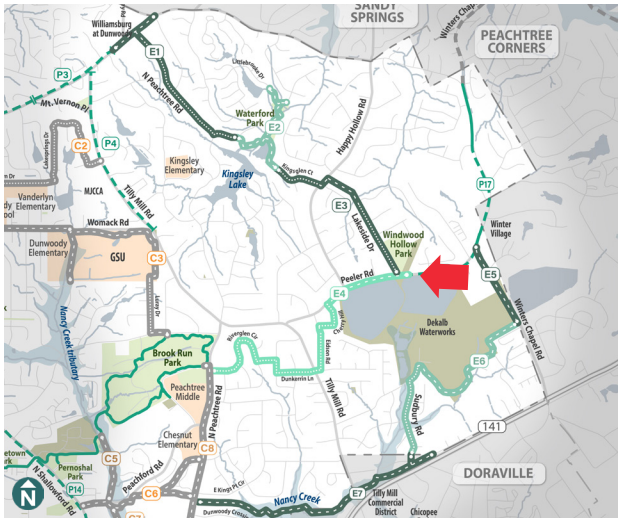 SANDY
SPRINGS
PEACHTREE
CORNERS
Williamsburg
at Dunwoody
E1
N Peachtree Rd
Littlebrooke Dr
Winters Chapel
P3
Mt. Vernon Pl
Waterford
Park
E2
Happy Hollow Rd
C2
P4
Kingsley
Elementary
Kingsley
Lake
Kingsglen Ct
P17
Vanderlyn
Elementary
MJCCA
Tilly Mill Rd
E3
Lakeside Dr
Windwood
Hollow
Park
Winter
Village
Womack Rd
Dunwoody
Elementary
GSU
C3
Peeler Rd
E5
E4
Nancy Creek tributary
Dekalb
Waterworks
Winters Chapel Rd
Brook Run
Park
E6
Peachtree
Middle
Dunkerrin Ln
Tilly Mill Rd
N Peachtree Rd
Sudbury Rd
Chesnut
Elementary
141
C5
C8
Pernoshal
Park
Peachford Rd
DORAVILLE
N Shallowford Rd
P14
C6
E Kings Pt Cir
Nancy Creek
E7
Tilly Mill
Commercial
District
Chicopee
N